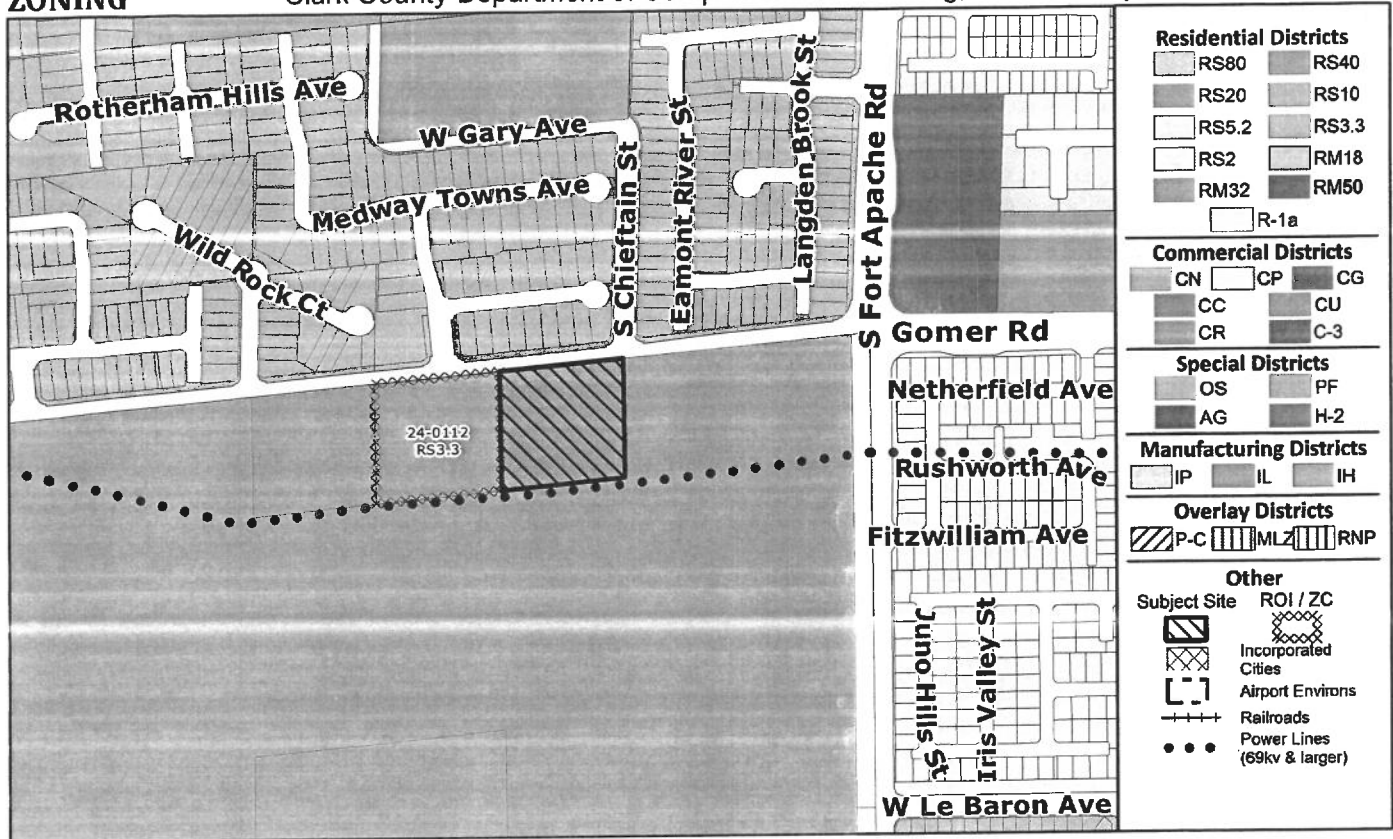 ZONING
Clark County Department of
Rotherham Hills Ave
W Gary Ave
Medway Towns Ave
Wild Rock Ct
S Chieftain St
Eamont River St
Langden Brook St
S Fort Apache Rd
Gomer Rd
Netherfield Ave
24-0112
RS3.3
Rushworth Ave
Fitzwilliam Ave
Juno Hills St
Iris Valley St
W Le Baron Ave
Residential Districts
RS80 RS40
RS20 RS10
RS5.2 RS3.3
RS2 RM18
RM32 RM50
R-1a
Commercial Districts
CN CP CG
CC CU
CR C-3
Special Districts
OS PF
AG H-2
Manufacturing Districts
IP IL IH
Overlay Districts
P-C MLZ RNP
Other
Subject Site ROI / ZC
Incorporated
Cities
Airport Environs
Railroads
Power Lines
(69kv & larger)